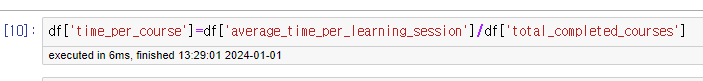 [10]: df['time_per_course']=df['average_time_per_learning_session']/df['total_completed_courses']
executed in 6ms, finished 13:29:01 2024-01-01